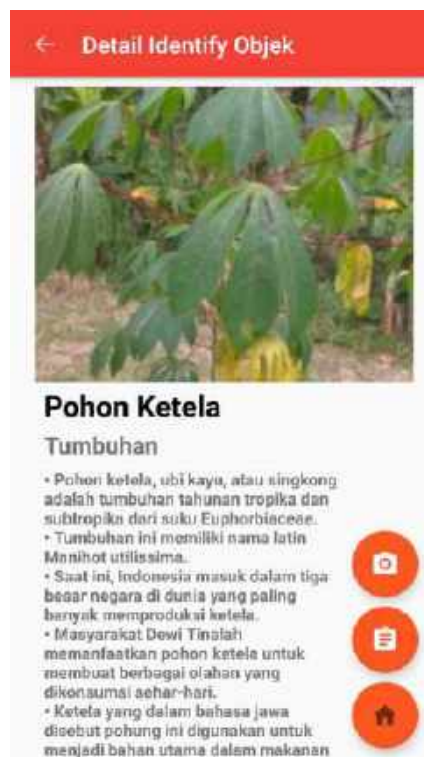 Detail Identify Objek
Pohon Ketela
Tumbuhan
• Pohon ketela, ubi kayu, atau singkong
adalah tumbuhan tahunan tropika dan
subtropika dari suku Euphorbiaceae.
• Tumbuhan ini memiliki nama latin
Manihot utilissima.
• Saat ini, Indonesia masuk dalam tiga
besar negara di dunia yang paling
banyak memproduksi ketela.
• Masyarakat Dewi Tinalah
memanfaatkan pohon ketela untuk
membuat berbagai olahan yang
dikonsumsi sehar-hari.
• Ketela yang dalam bahasa jawa
disebut pohung ini digunakan untuk
menjadi bahan utama dalam makanan